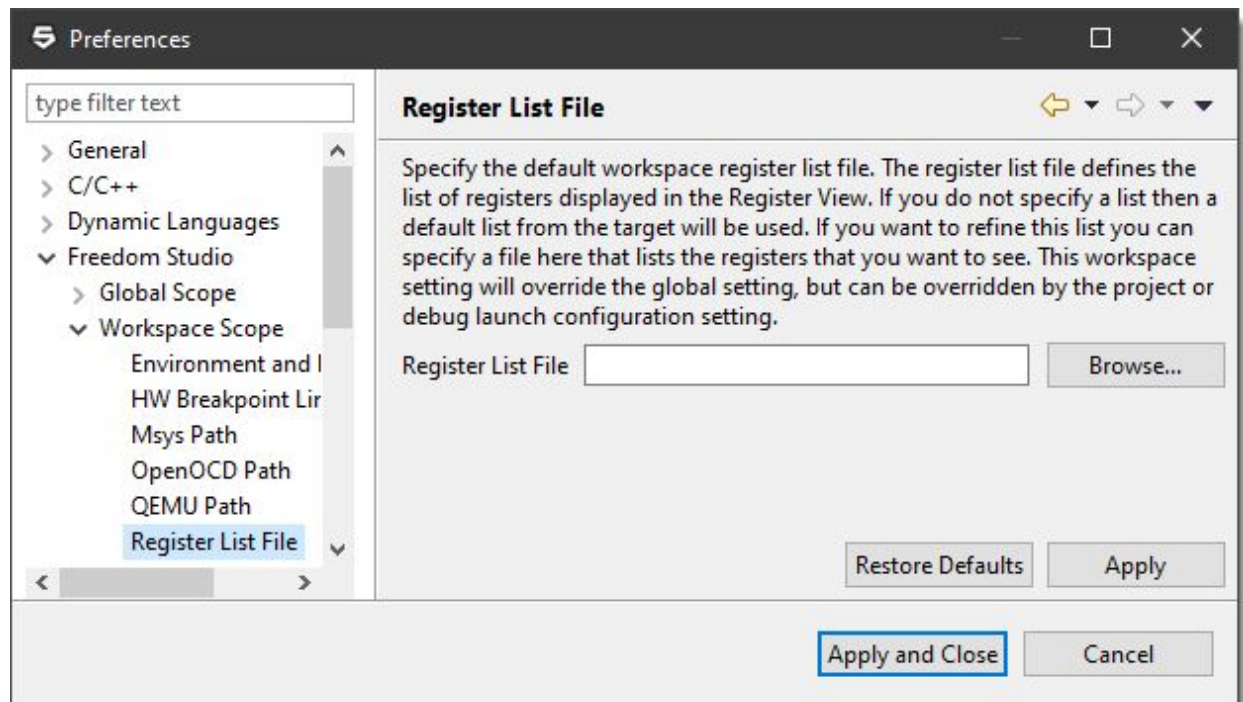 Preferences
type filter text
General
C/C++
Dynamic Languages
Freedom Studio
Global Scope
Workspace Scope
Environment and
HW Breakpoint
Msys Path
OpenOCD Path
QEMU Path
Register List File
Register List File
Specify the default workspace register list file. The register list file defines the
list of registers displayed in the Register View. If you do not specify a list then a
default list from the target will be used. If you want to refine this list you can
specify a file here that lists the registers that you want to see. This workspace
setting will override the global setting, but can be overridden by the project or
debug launch configuration setting.
Register List File
Browse...
Restore Defaults
Apply
Apply and Close
Cancel